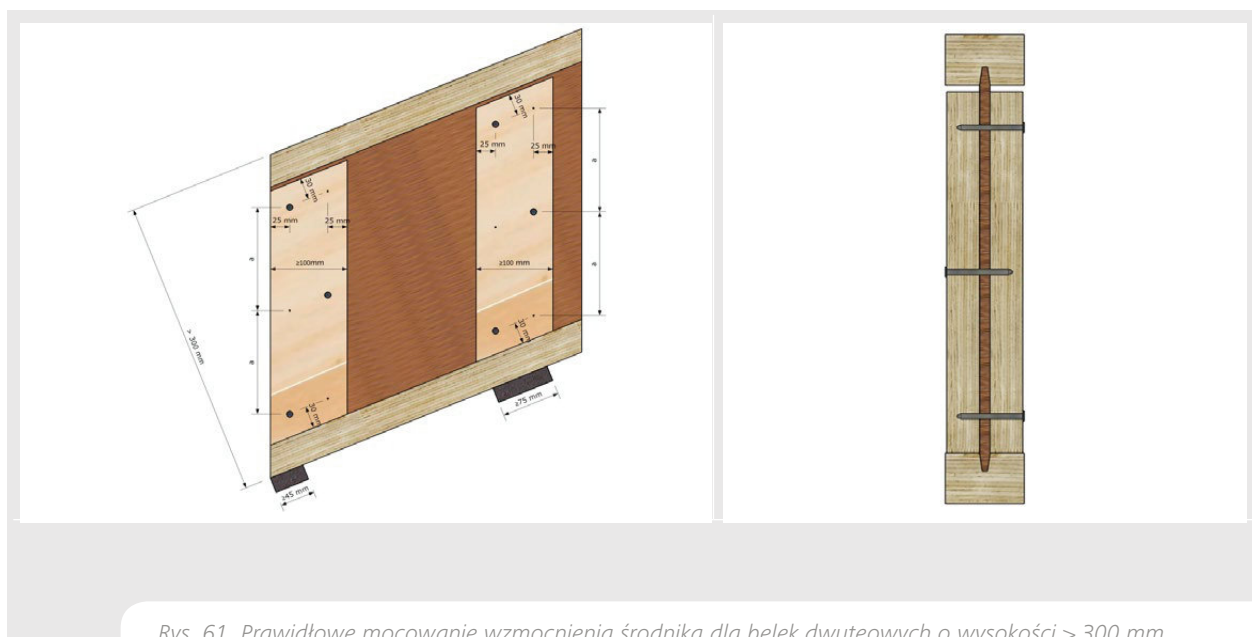 30 mm
25 mm
25 mm
a
a
≥100 mm
30 mm
≥75 mm
30 mm
25 mm
25 mm
a
a
≥100mm
> 300 mm
30 mm
≥45 mm
Rys. 61. Prawidłowe mocowanie wzmocnienia środnika dla belek dwuteowych o wysokości > 300 mm